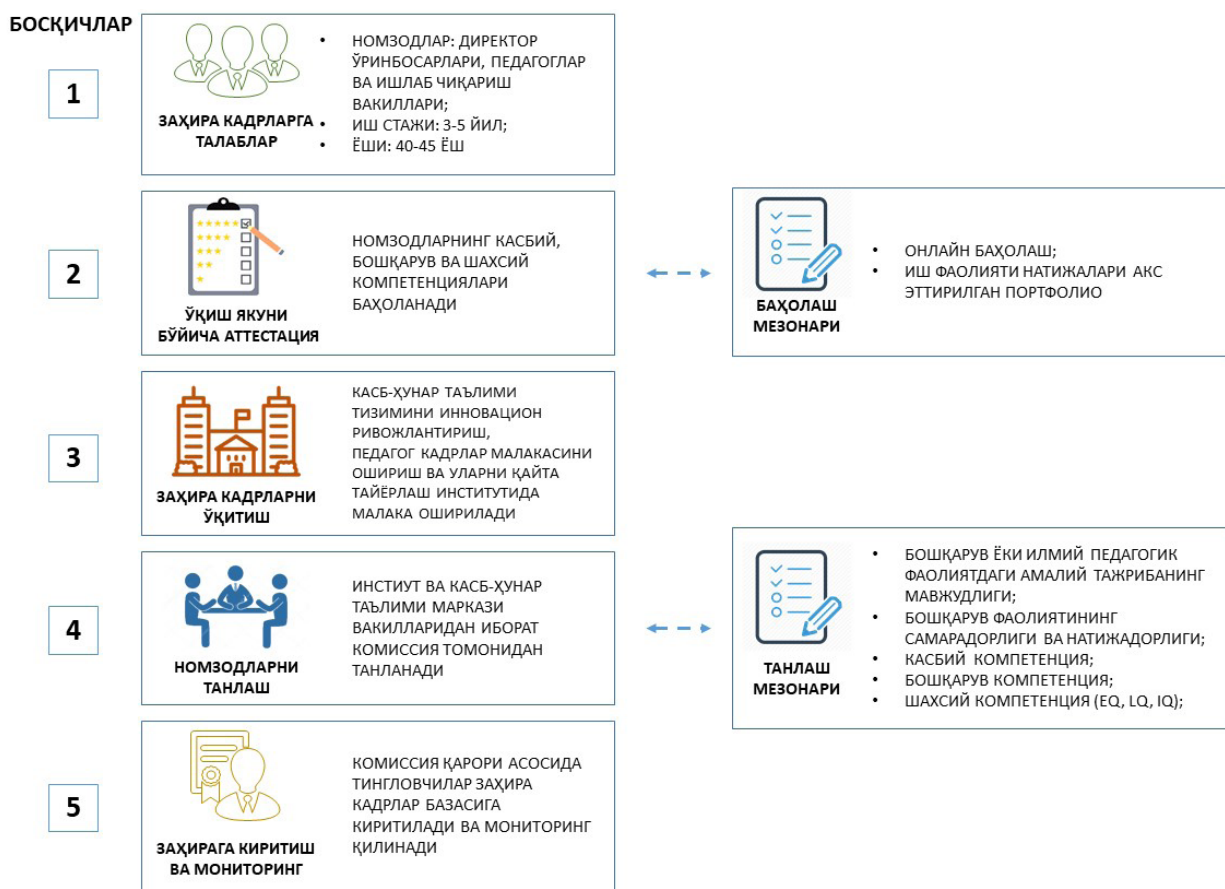 БОСҚИЧЛАР
1
ЗАҲИРА КАДРЛАРГА
ТАЛАБЛАР
• НОМЗОДЛАР: ДИРЕКТОР
ЎРИНБОСАРЛАРИ, ПЕДАГОГЛАР
ВА ИШЛАБ ЧИҚАРИШ
ВАКИЛЛАРИ;
• ИШ СТАЖИ: 3-5 ЙИЛ;
• ЁШИ: 40-45 ЁШ
2
ЎҚИШ ЯКУНИ
БЎЙИЧА АТТЕСТАЦИЯ
НОМЗОДЛАРНИНГ КАСБИЙ,
БОШҚАРУВ ВА ШАХСИЙ
КОМПЕТЕНЦИЯЛАРИ
БАҲОЛАНАДИ
БАҲОЛАШ
МЕЗОНАРИ
• ОНЛАЙН БАҲОЛАШ;
• ИШ ФАОЛИЯТИ НАТИЖАЛАРИ АКС
ЭТТИРИЛГАН ПОРТФОЛИО
3
ЗАҲИРА КАДРЛАРНИ
ЎҚИТИШ
КАСБ-ҲУНАР ТАЪЛИМИ
ТИЗИМИНИ ИННОВАЦИОН
РИВОЖЛАНТИРИШ,
ПЕДАГОГ КАДРЛАР МАЛАКАСИНИ
ОШИРИШ ВА УЛАРНИ ҚАЙТА
ТАЙЁРЛАШ ИНСТИТУТИДА
МАЛАКА ОШИРИЛАДИ
4
НОМЗОДЛАРНИ
ТАНЛАШ
ИНСТИУТ ВА КАСБ-ҲУНАР
ТАЪЛИМИ МАРКАЗИ
ВАКИЛЛАРИДАН ИБОРАТ
КОМИССИЯ ТОМОНИДАН
ТАНЛАНАДИ
ТАНЛАШ
МЕЗОНАРИ
• БОШҚАРУВ ЁКИ ИЛМИЙ ПЕДАГОГИК
ФАОЛИЯТДАГИ АМАЛИЙ ТАЖРИБАНИНГ
МАВЖУДЛИГИ;
• БОШҚАРУВ ФАОЛИЯТИНИНГ
САМАРАДОРЛИГИ ВА НАТИЖАДОРЛИГИ;
• КАСБИЙ КОМПЕТЕНЦИЯ;
• БОШҚАРУВ КОМПЕТЕНЦИЯ;
• ШАХСИЙ КОМПЕТЕНЦИЯ (EQ, LQ, IQ);
5
ЗАҲИРАГА КИРИТИШ
ВА МОНИТОРИНГ
КОМИССИЯ ҚАРОРИ АСОСИДА
ТИНГЛОВЧИЛАР ЗАҲИРА
КАДРЛАР БАЗАСИГА
КИРИТИЛАДИ ВА МОНИТОРИНГ
ҚИЛИНАДИ